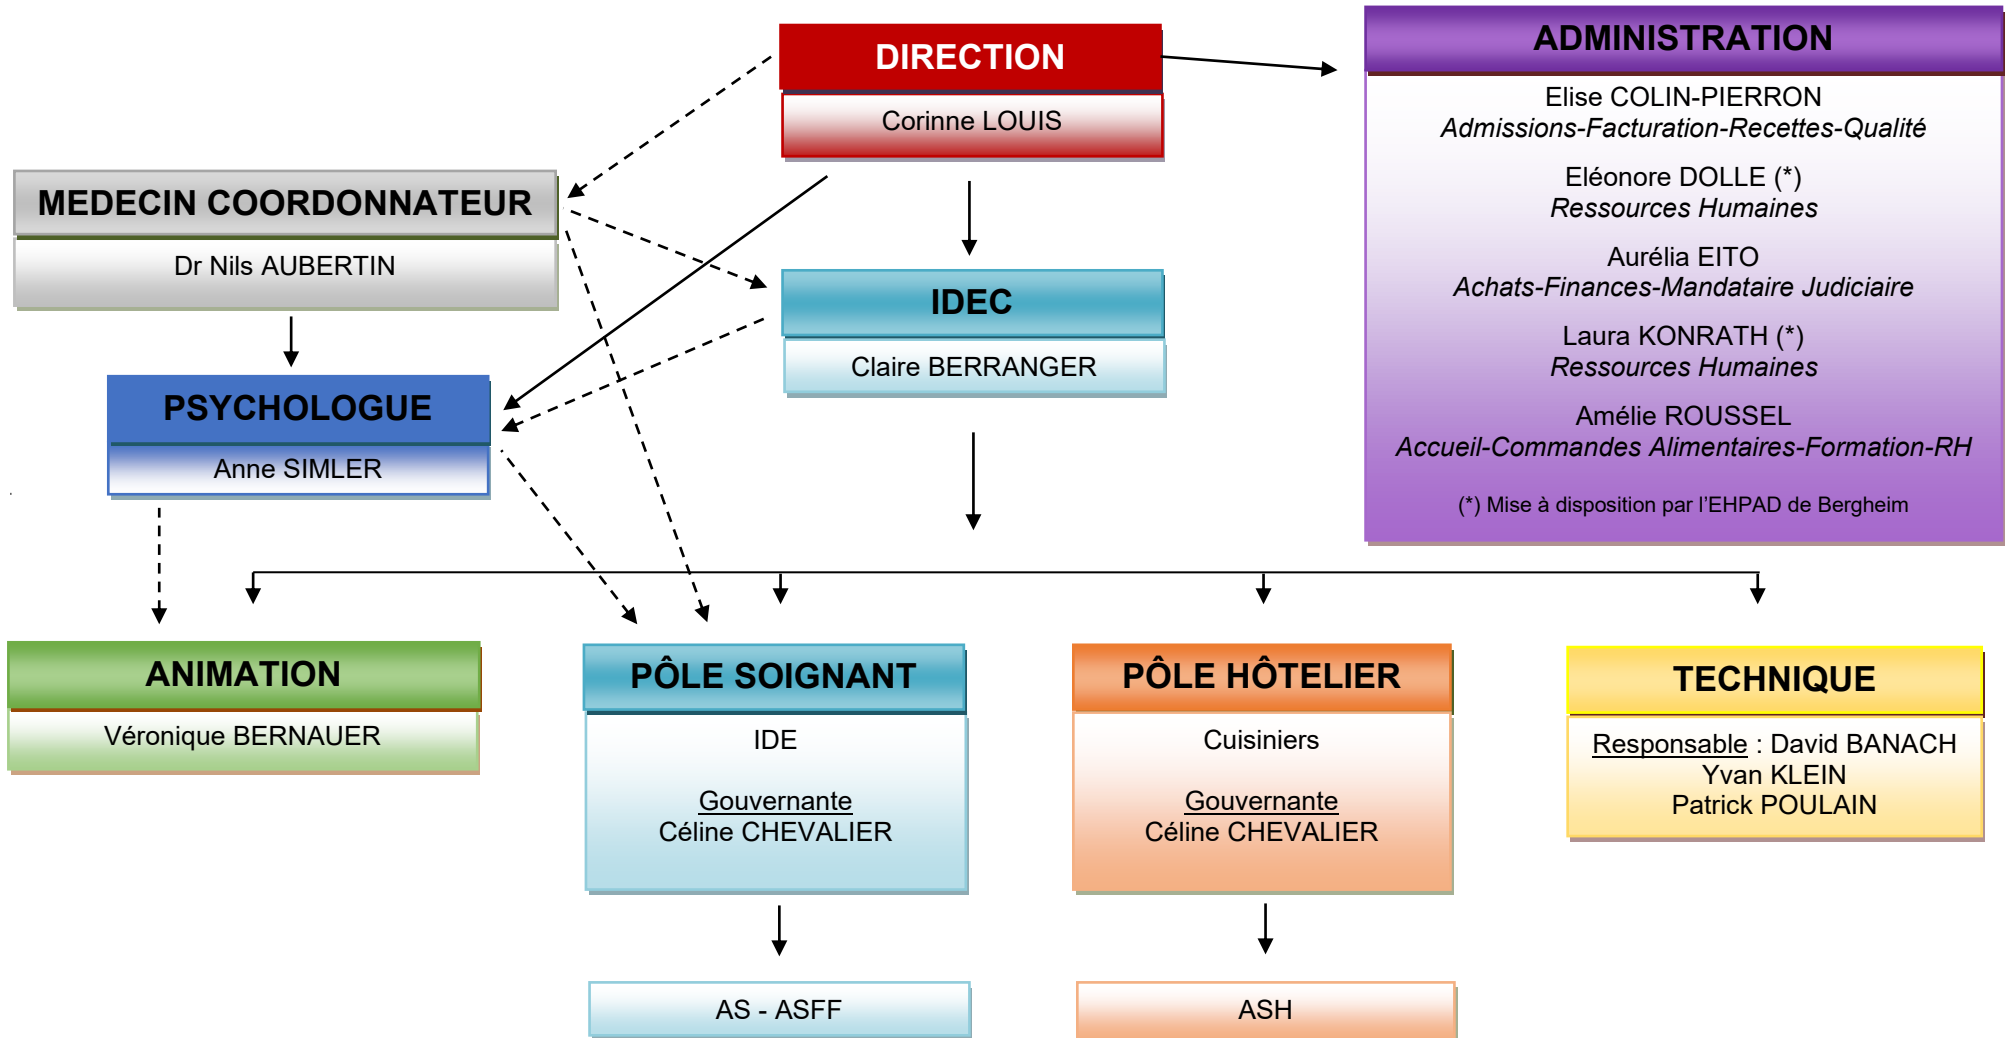 DIRECTION
Corinne LOUIS
ADMINISTRATION
Elise COLIN-PIERRON
Admissions-Facturation-Recettes-Qualité
Eléonore DOLLE (*)
Ressources Humaines
Aurélia EITO
Achats-Finances-Mandataire Judiciaire
Laura KONRATH (*)
Ressources Humaines
Amélie ROUSSEL
Accueil-Commandes Alimentaires-Formation-RH
(*) Mise à disposition par l’EHPAD de Bergheim
MEDECIN COORDONNATEUR
Dr Nils AUBERTIN
IDEC
Claire BERRANGER
PSYCHOLOGUE
Anne SIMLER
ANIMATION
Véronique BERNAUER
PÔLE SOIGNANT
IDE
Gouvernante
Céline CHEVALIER
AS - ASFF
PÔLE HÔTELIER
Cuisiniers
Gouvernante
Céline CHEVALIER
ASH
TECHNIQUE
Responsable : David BANACH
Yvan KLEIN
Patrick POULAIN